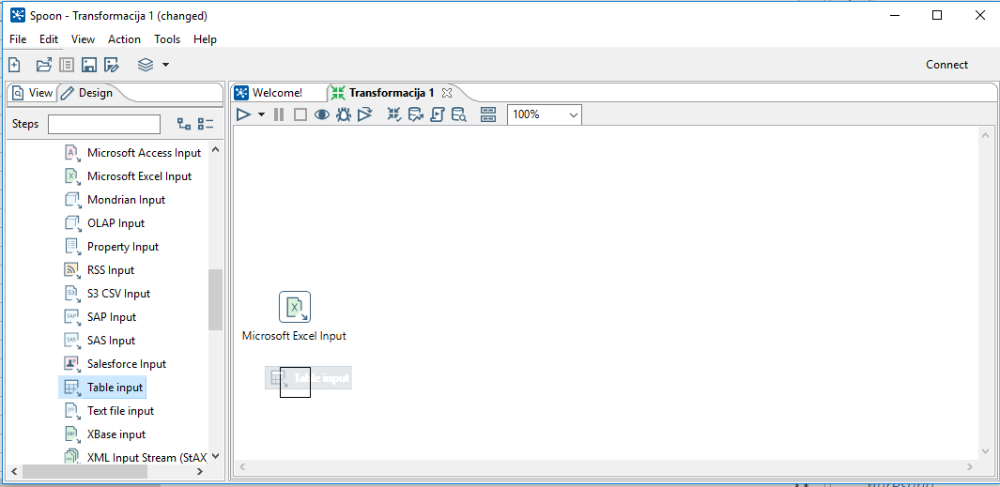 Spoon - Transformacija 1 (changed)
File Edit View Action Tools Help
Connect
View Design
Welcome! Transformacija 1
Steps
100%
Microsoft Access Input
Microsoft Excel Input
Mondrian Input
OLAP Input
Property Input
RSS Input
S3 CSV Input
SAP Input
SAS Input
Salesforce Input
Table input
Text file input
XBase input
XML Input Stream (StAX
Microsoft Excel Input
Table input